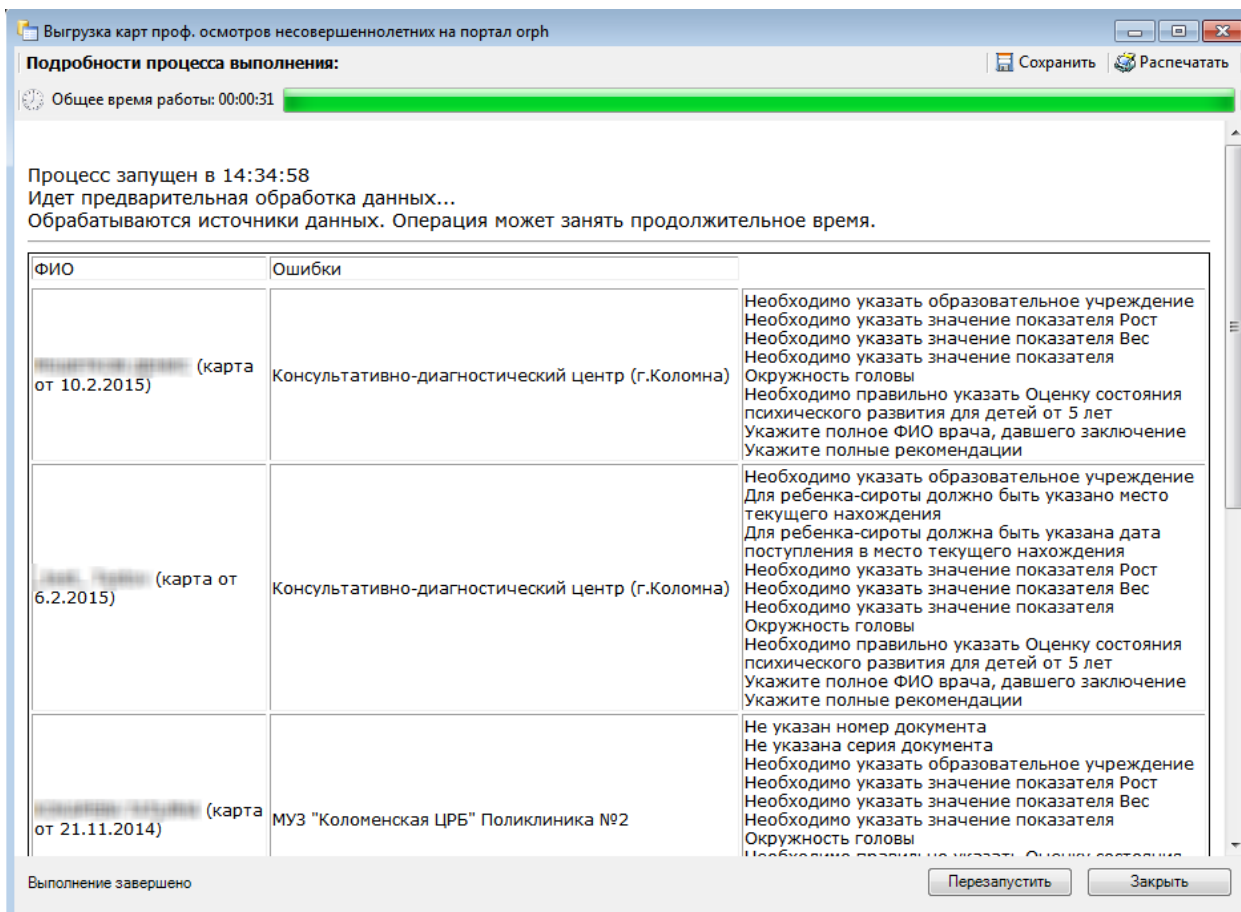 Выгрузка карт проф. осмотров несовершеннолетних на портал orph
Подробности процесса выполнения:
Сохранить
Распечатать
Общее время работы: 00:00:31
Процесс запущен в 14:34:58
Идет предварительная обработка данных...
Обрабатываются источники данных. Операция может занять продолжительное время.
ФИО
Ошибки
(карта
от 10.2.2015)
Консультативно-диагностический центр (г.Коломна)
Необходимо указать образовательное учреждение
Необходимо указать значение показателя Рост
Необходимо указать значение показателя Вес
Необходимо указать значение показателя
Окружность головы
Необходимо правильно указать Оценку состояния
психического развития для детей от 5 лет
Укажите полное ФИО врача, давшего заключение
Укажите полные рекомендации
(карта от
6.2.2015)
Консультативно-диагностический центр (г.Коломна)
Необходимо указать образовательное учреждение
Для ребенка-сироты должно быть указано место
текущего нахождения
Для ребенка-сироты должна быть указана дата
поступления в место текущего нахождения
Необходимо указать значение показателя Рост
Необходимо указать значение показателя Вес
Необходимо указать значение показателя
Окружность головы
Необходимо правильно указать Оценку состояния
психического развития для детей от 5 лет
Укажите полное ФИО врача, давшего заключение
Укажите полные рекомендации
(карта
от 21.11.2014)
МУЗ "Коломенская ЦРБ" Поликлиника №2
Не указан номер документа
Не указана серия документа
Необходимо указать образовательное учреждение
Необходимо указать значение показателя Рост
Необходимо указать значение показателя Вес
Необходимо указать значение показателя
Окружность головы
Необходимо правильно указать Оценку состояния
Выполнение завершено
Перезапустить
Закрыть